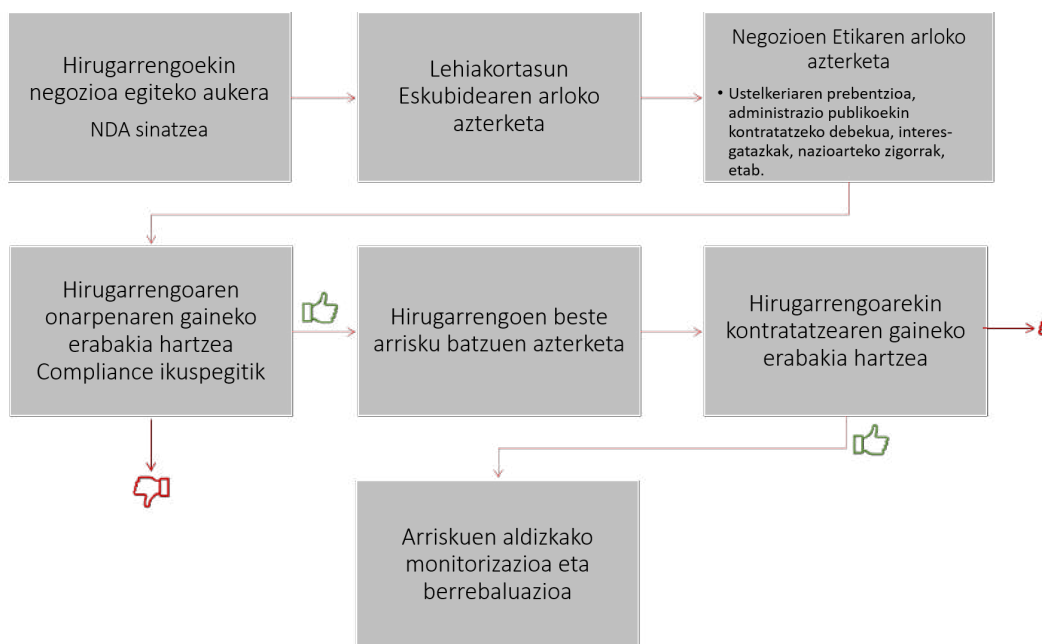 Hirugarrengoekin
negozioa egiteko aukera
NDA sinatzea
Lehiakortasun
Eskubidearen arloko
azterketa
Negozioen Etikaren arloko
azterketa
• Ustelkeriaren prebentzioa,
administrazio publikoekin
kontratatzeko debekua, interes-
gatazkak, nazioarteko zigorrak,
etab.
Hirugarrengoaren
onarpenaren gaineko
erabakia hartzea
Compliance ikuspegitik
Hirugarrengoen beste
arrisku batzuen azterketa
Hirugarrengoarekin
kontratatzearen gaineko
erabakia hartzea
Arriskuen aldizkako
monitorizazioa eta
berrebaluazioa